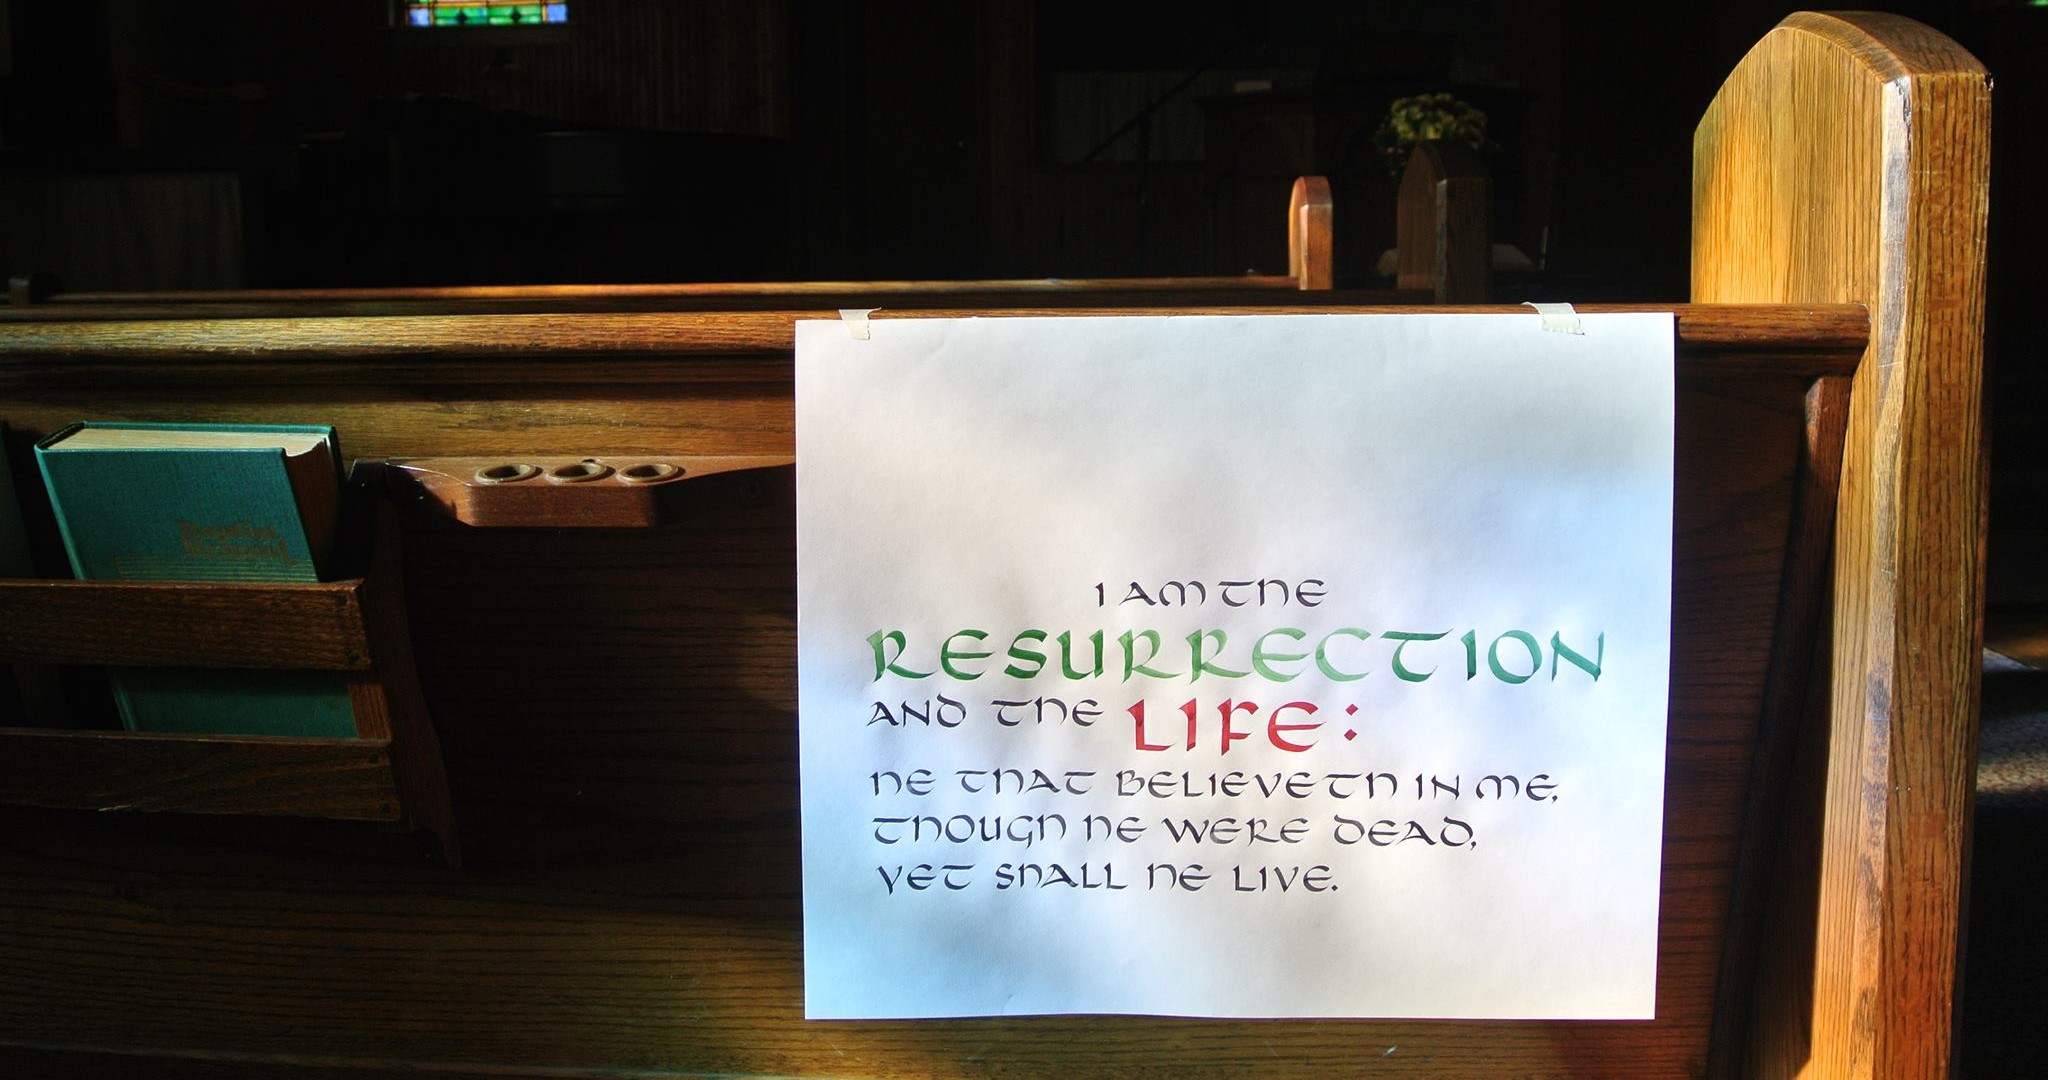 I AM THE
RESURRECTION
AND THE LIFE:
HE THAT BELIEVETH IN ME,
THOUGH HE WERE DEAD,
YET SHALL HE LIVE.